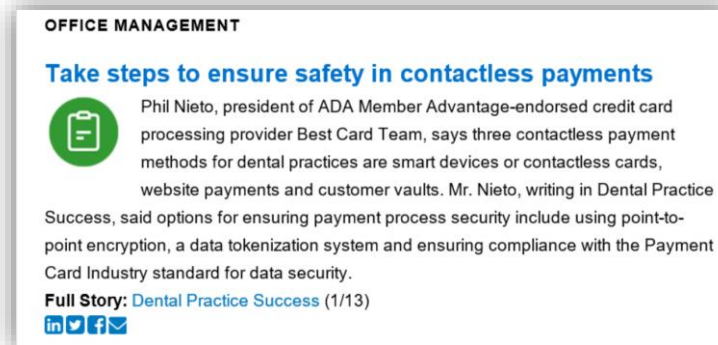 OFFICE MANAGEMENT
Take steps to ensure safety in contactless payments
Phil Nieto, president of ADA Member Advantage-endorsed credit card
processing provider Best Card Team, says three contactless payment
methods for dental practices are smart devices or contactless cards,
website payments and customer vaults. Mr. Nieto, writing in Dental Practice
Success, said options for ensuring payment process security include using point-to-
point encryption, a data tokenization system and ensuring compliance with the Payment
Card Industry standard for data security.
Full Story: Dental Practice Success (1/13)